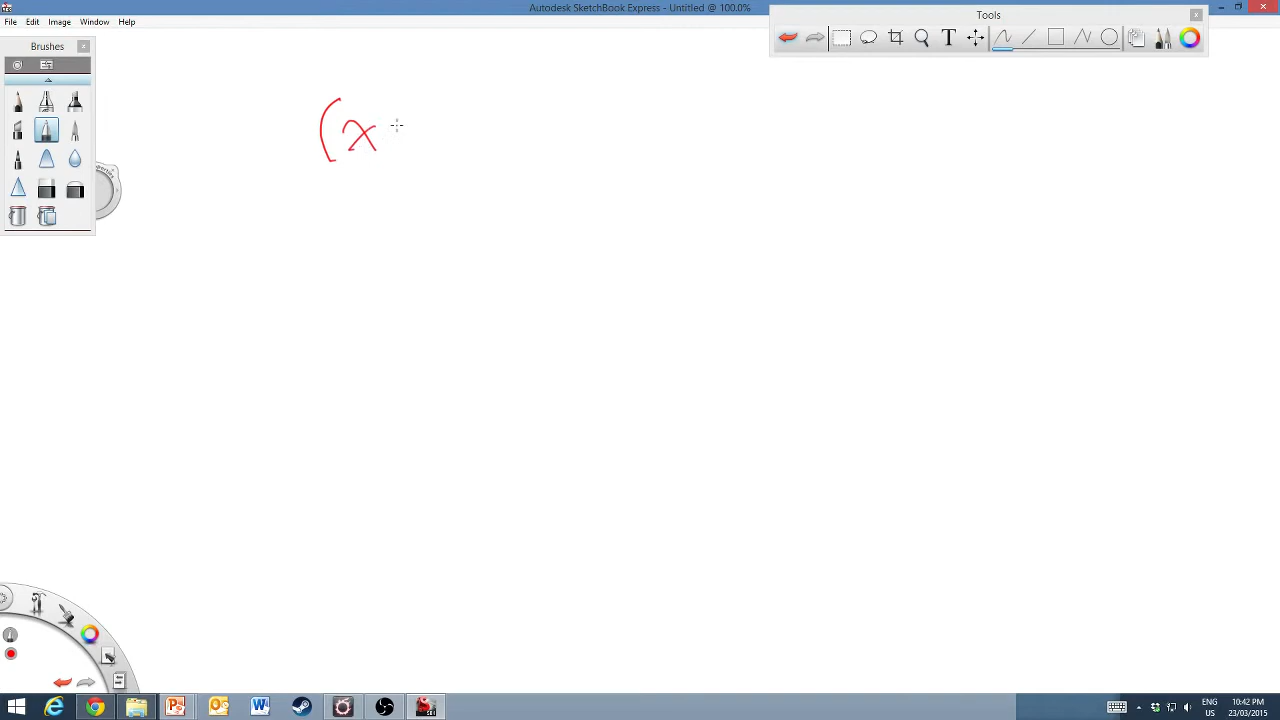 Autodesk SketchBook Express - Untitled @ 100.0%
File Edit Image Window Help
Tools
Brushes
(x
ENG
US
10:42 PM
23/03/2015